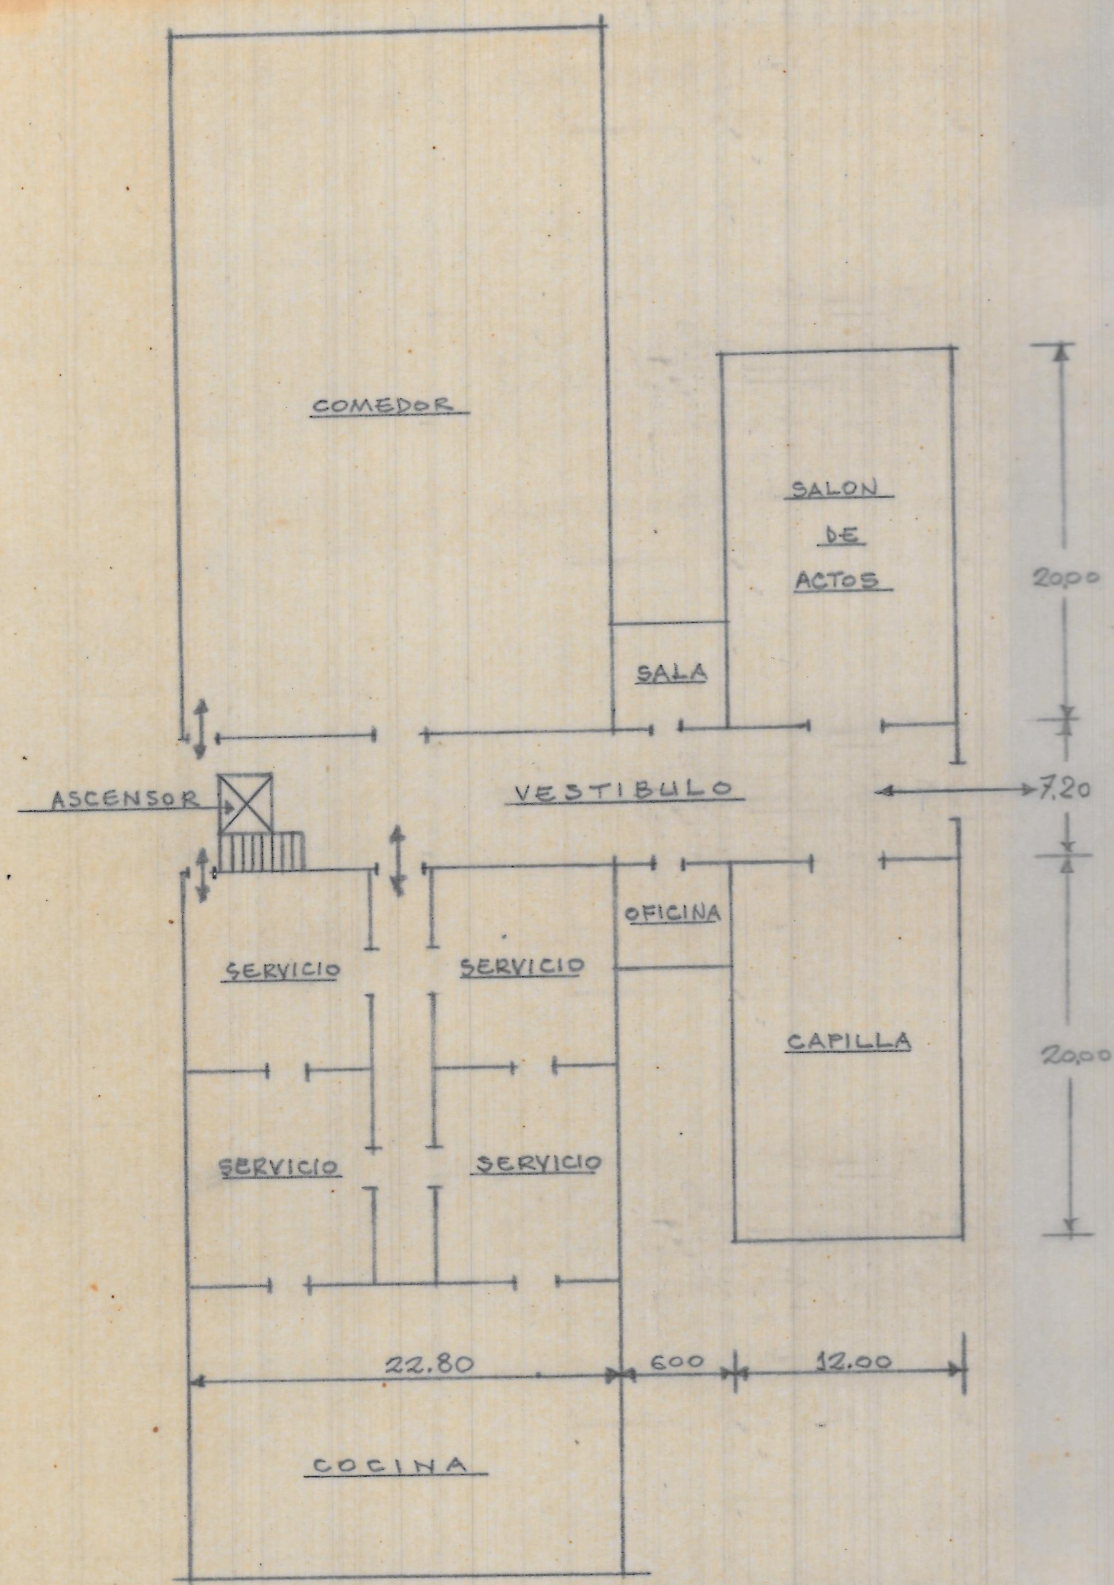 COMEDOR
SALON
DE
ACTOS
20,00
SALA
ASCENSOR
VESTIBULO
7,20
OFICINA
SERVICIO
SERVICIO
CAPILLA
20,00
SERVICIO
SERVICIO
22.80
600
12.00
COCINA